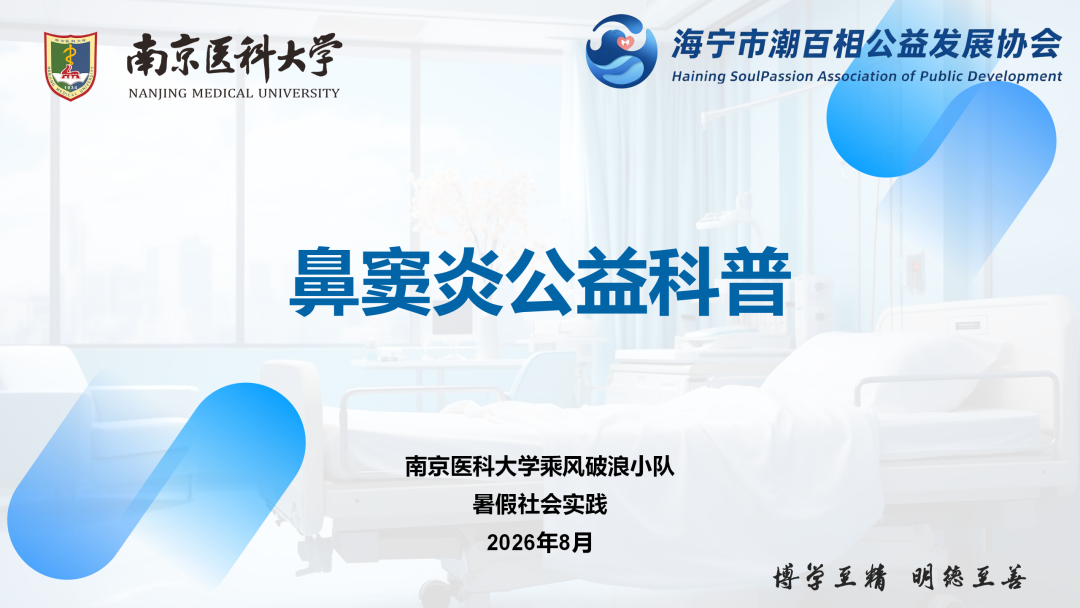 南京医科大学
NANJING MEDICAL UNIVERSITY
海宁市潮百相公益发展协会
Haining SoulPassion Association of Public Development
鼻窦炎公益科普
南京医科大学乘风破浪小队
暑假社会实践
2026年8月
博学至精 明德至善